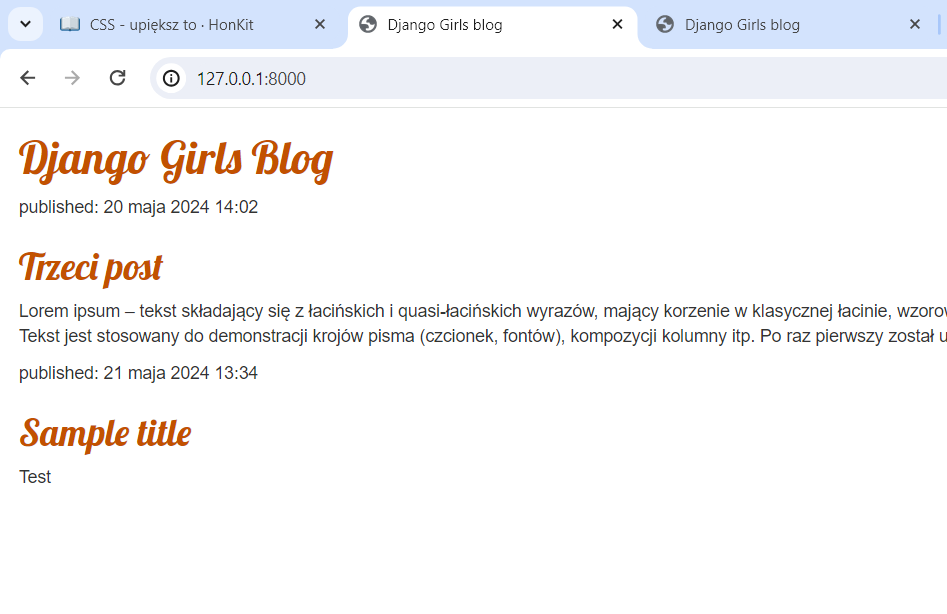 CSS - upiększ to · HonKit
Django Girls blog
Django Girls blog
127.0.0.1:8000
Django Girls Blog
published: 20 maja 2024 14:02
Trzeci post
Lorem ipsum – tekst składający się z łacińskich i quasi-łacińskich wyrazów, mający korzenie w klasycznej łacinie,
Tekst jest stosowany do demonstracji krojów pisma (czcionek, fontów), kompozycji kolumny itp. Po raz pierwszy został
published: 21 maja 2024 13:34
Sample title
Test